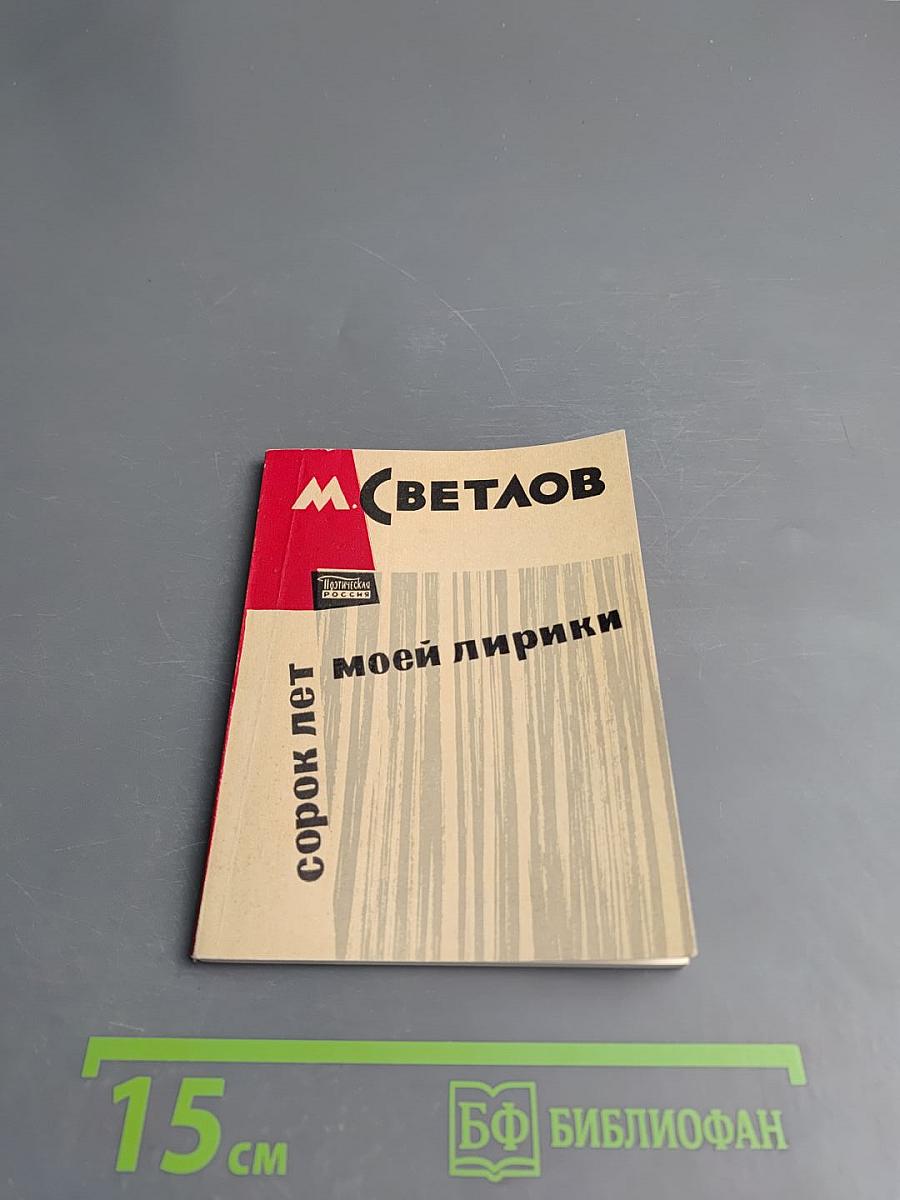 М. СВЕТЛОВ
Поэтическая
РОССИЯ
сорок лет
моей лирики
15 см
БФ БИБЛИОФАН